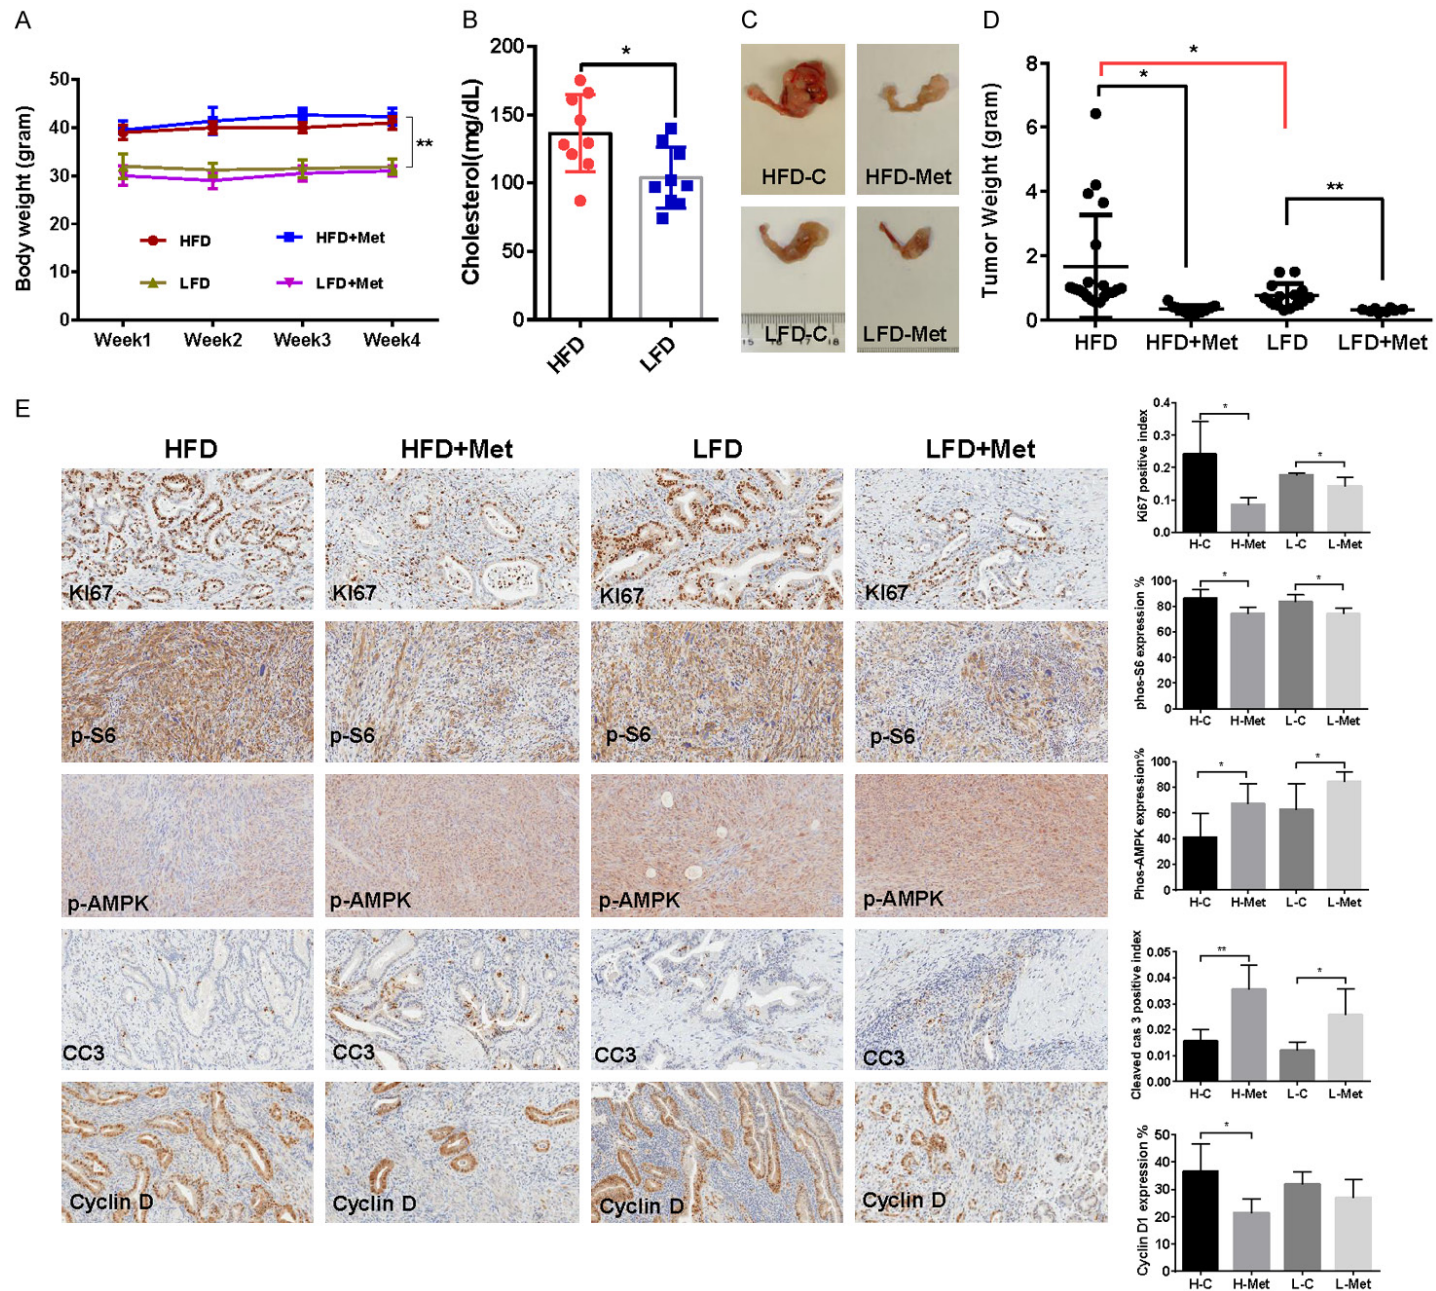 A
50
40
30
20
10
0
Body weight (gram)
**
HFD
HFD+Met
LFD
LFD+Met
Week1 Week2 Week3 Week4
B
200
150
100
50
0
Cholesterol(mg/dL)
*
HFD
LFD
C
HFD-C
HFD-Met
LFD-C
15 16 17 18
LFD-Met
D
8
6
4
2
0
Tumor Weight (gram)
*
*
**
HFD HFD+Met LFD LFD+Met
E
HFD HFD+Met LFD LFD+Met
KI67 KI67 KI67 KI67
p-S6 p-S6 p-S6 p-S6
p-AMPK p-AMPK p-AMPK p-AMPK
CC3 CC3 CC3 CC3
Cyclin D Cyclin D Cyclin D Cyclin D
Ki67 positive index
0.4
0.3
0.2
0.1
0.0
*
*
H-C H-Met L-C L-Met
phos-S6 expression %
100
80
60
40
20
0
*
*
H-C H-Met L-C L-Met
Phos-AMPK expression%
100
80
60
40
20
0
*
*
H-C H-Met L-C L-Met
Cleaved cas 3 positive index
0.05
0.04
0.03
0.02
0.01
0.00
**
*
H-C H-Met L-C L-Met
Cyclin D1 expression %
50
40
30
20
10
0
*
H-C H-Met L-C L-Met